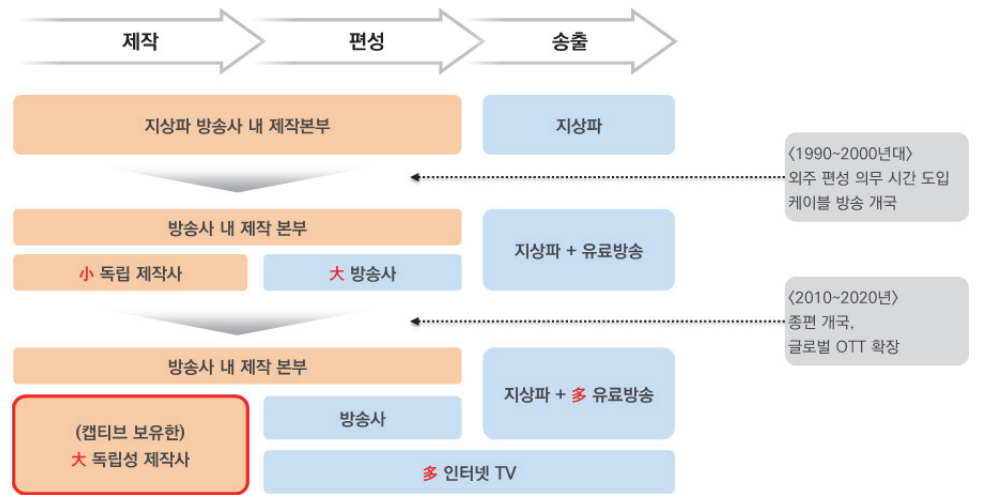 제작
편성
송출
지상파 방송사 내 제작본부
지상파
〈1990~2000년대〉
외주 편성 의무 시간 도입
케이블 방송 개국
방송사 내 제작 본부
지상파 + 유료방송
小 독립 제작사
大 방송사
〈2010~2020년〉
종편 개국,
글로벌 OTT 확장
방송사 내 제작 본부
지상파 + 多 유료방송
(캡티브 보유한)
大 독립성 제작사
방송사
多 인터넷 TV